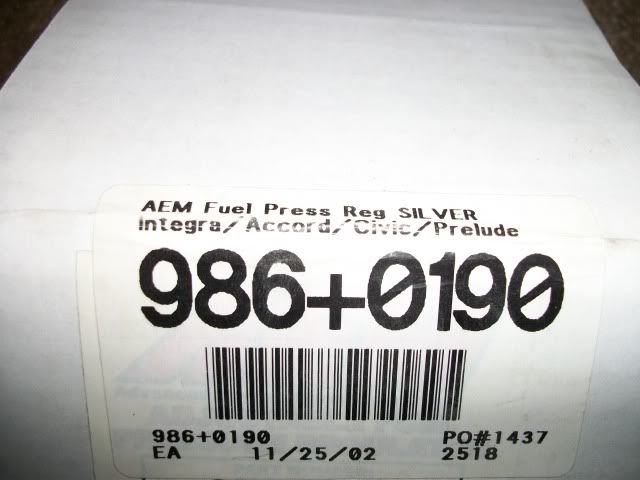 AEM Fuel Press Reg SILVER
Integra/Accord/Civic/Prelude
986+0190
986+0190 PO#1437
EA 11/25/02 2518